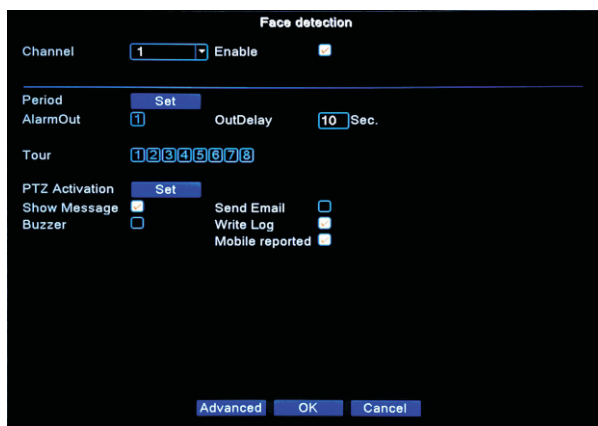 Face detection
Channel 1 Enable
Period Set
AlarmOut 1 OutDelay 10 Sec.
Tour 1 2 3 4 5 6 7 8
PTZ Activation Set
Show Message Send Email
Buzzer Write Log
Mobile reported
Advanced OK Cancel